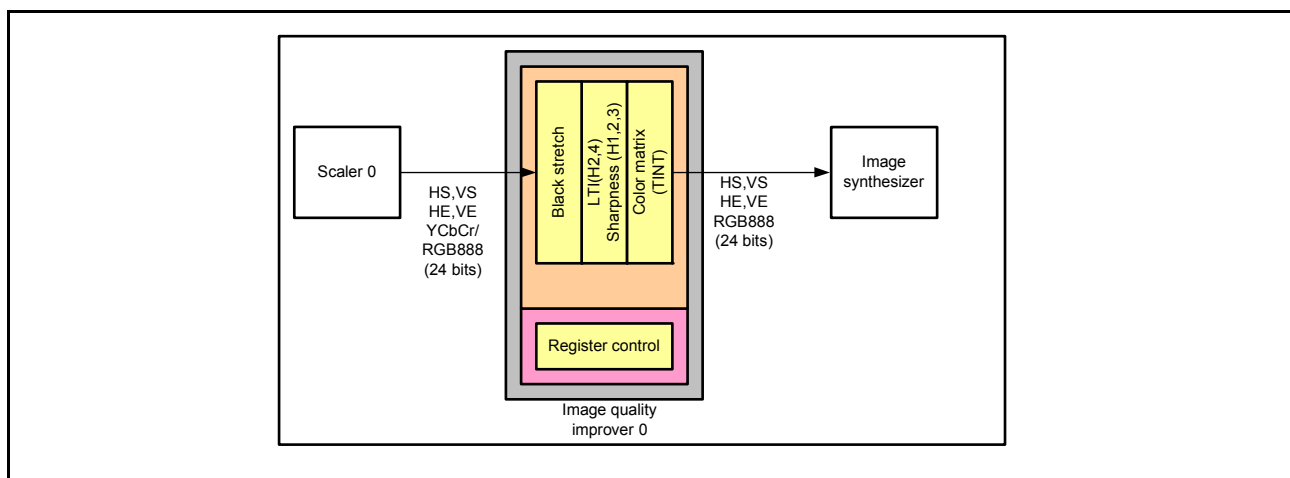 Scaler 0
HS,VS
HE,VE
YCbCr/
RGB888
(24 bits)
Black stretch
LTI(H2,4)
Sharpness (H1,2,3)
Color matrix
(TINT)
Register control
Image quality
improver 0
HS,VS
HE,VE
RGB888
(24 bits)
Image
synthesizer